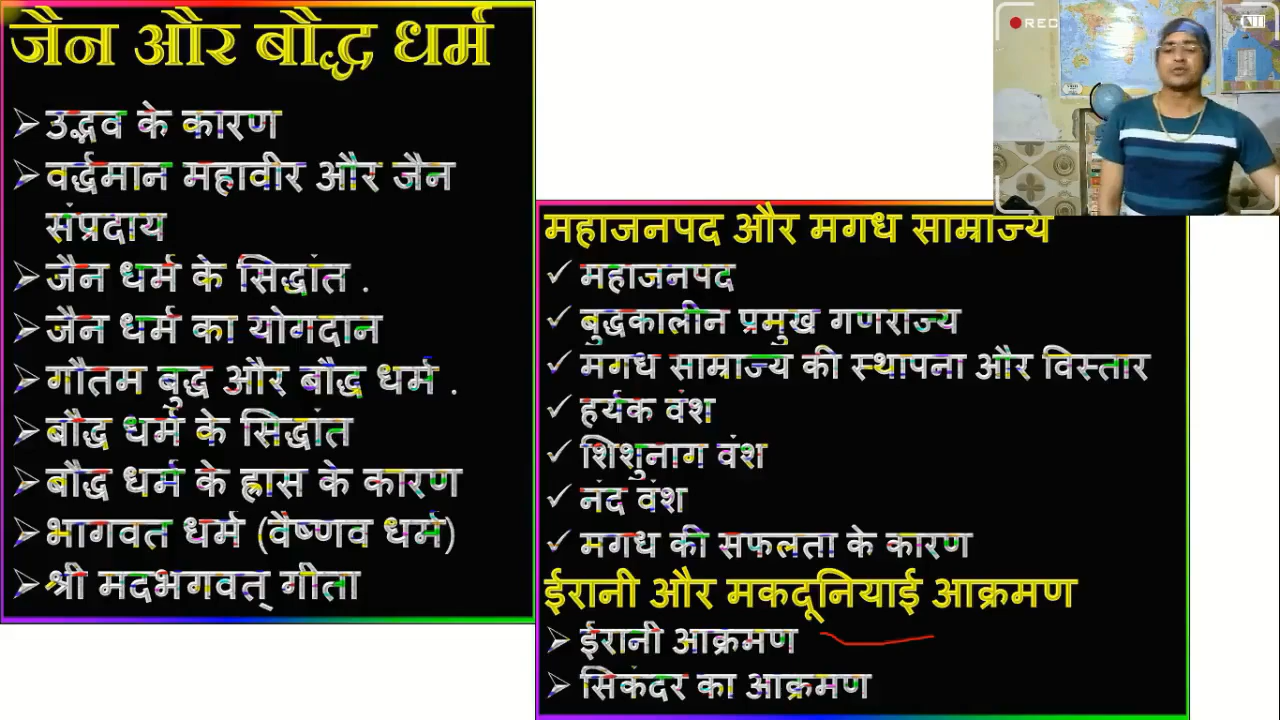 जैन और बौद्ध धर्म
➢उद्भव के कारण
➢वर्द्धमान महावीर और जैन
संप्रदाय
➢जैन धर्म के सिद्धांत .
➢जैन धर्म का योगदान
➢गौतम बुद्ध और बौद्ध धर्म .
➢बौद्ध धर्म के सिद्धांत
➢बौद्ध धर्म के ह्रास के कारण
➢भागवत धर्म (वैष्णव धर्म)
➢श्री मदभगवत् गीता
REC
महाजनपद और मगध साम्राज्य
✓ महाजनपद
✓ बुद्धकालीन प्रमुख गणराज्य
✓ मगध साम्राज्य की स्थापना और विस्तार
✓ हर्यक वंश
✓ शिशुनाग वंश
✓ नंद वंश
✓ मगध की सफलता के कारण
ईरानी और मकदूनियाई आक्रमण
➢ ईरानी आक्रमण
➢ सिकंदर का आक्रमण